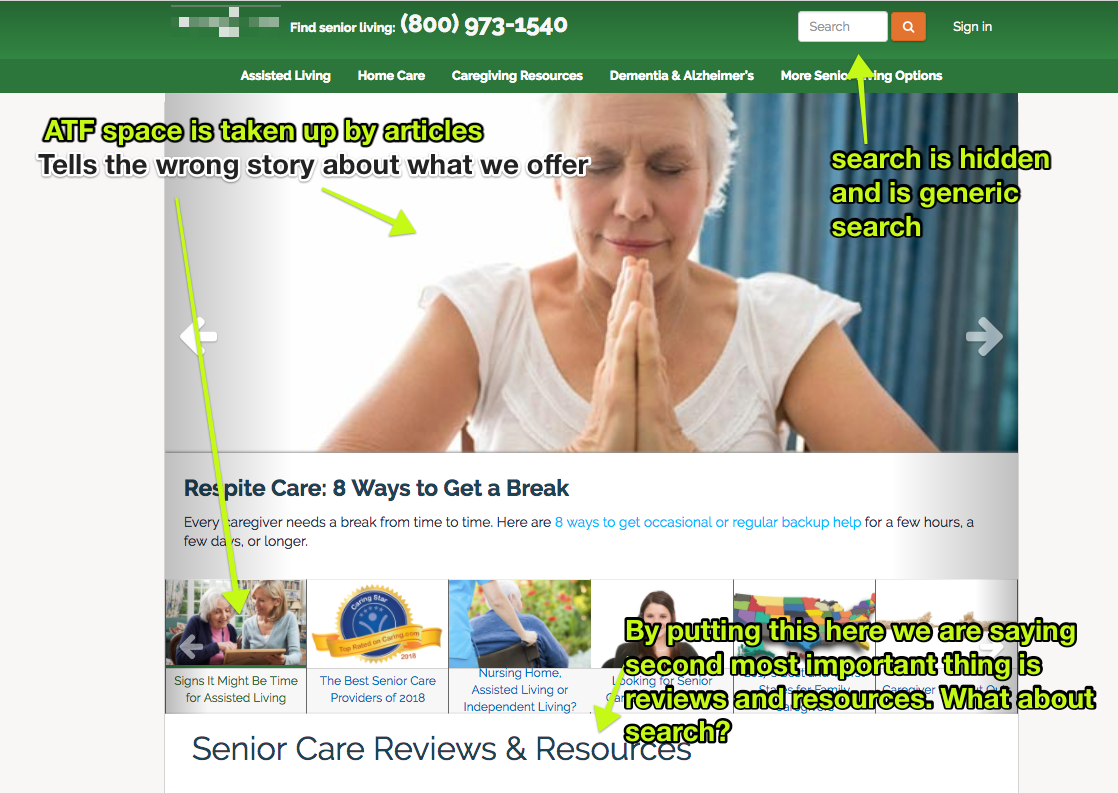 Find senior living: (800) 973-1540
Search
Sign in
Assisted Living
Home Care
Caregiving Resources
Dementia & Alzheimer's
More Senior Living Options
ATF space is taken up by articles
Tells the wrong story about what we offer
search is hidden
and is generic
search
Respite Care: 8 Ways to Get a Break
Every caregiver needs a break from time to time. Here are 8 ways to get occasional or regular backup help for a few hours, a
few days, or longer.
Caring Star
Top Rated on Caring.com
2018
Signs It Might Be Time
for Assisted Living
The Best Senior Care
Providers of 2018
Nursing Home,
Assisted Living or
Independent Living?
Looking for Senior
States for Family
Caregivers
Caregiver
By putting this here we are saying
second most important thing is
reviews and resources. What about
search?
Senior Care Reviews & Resources